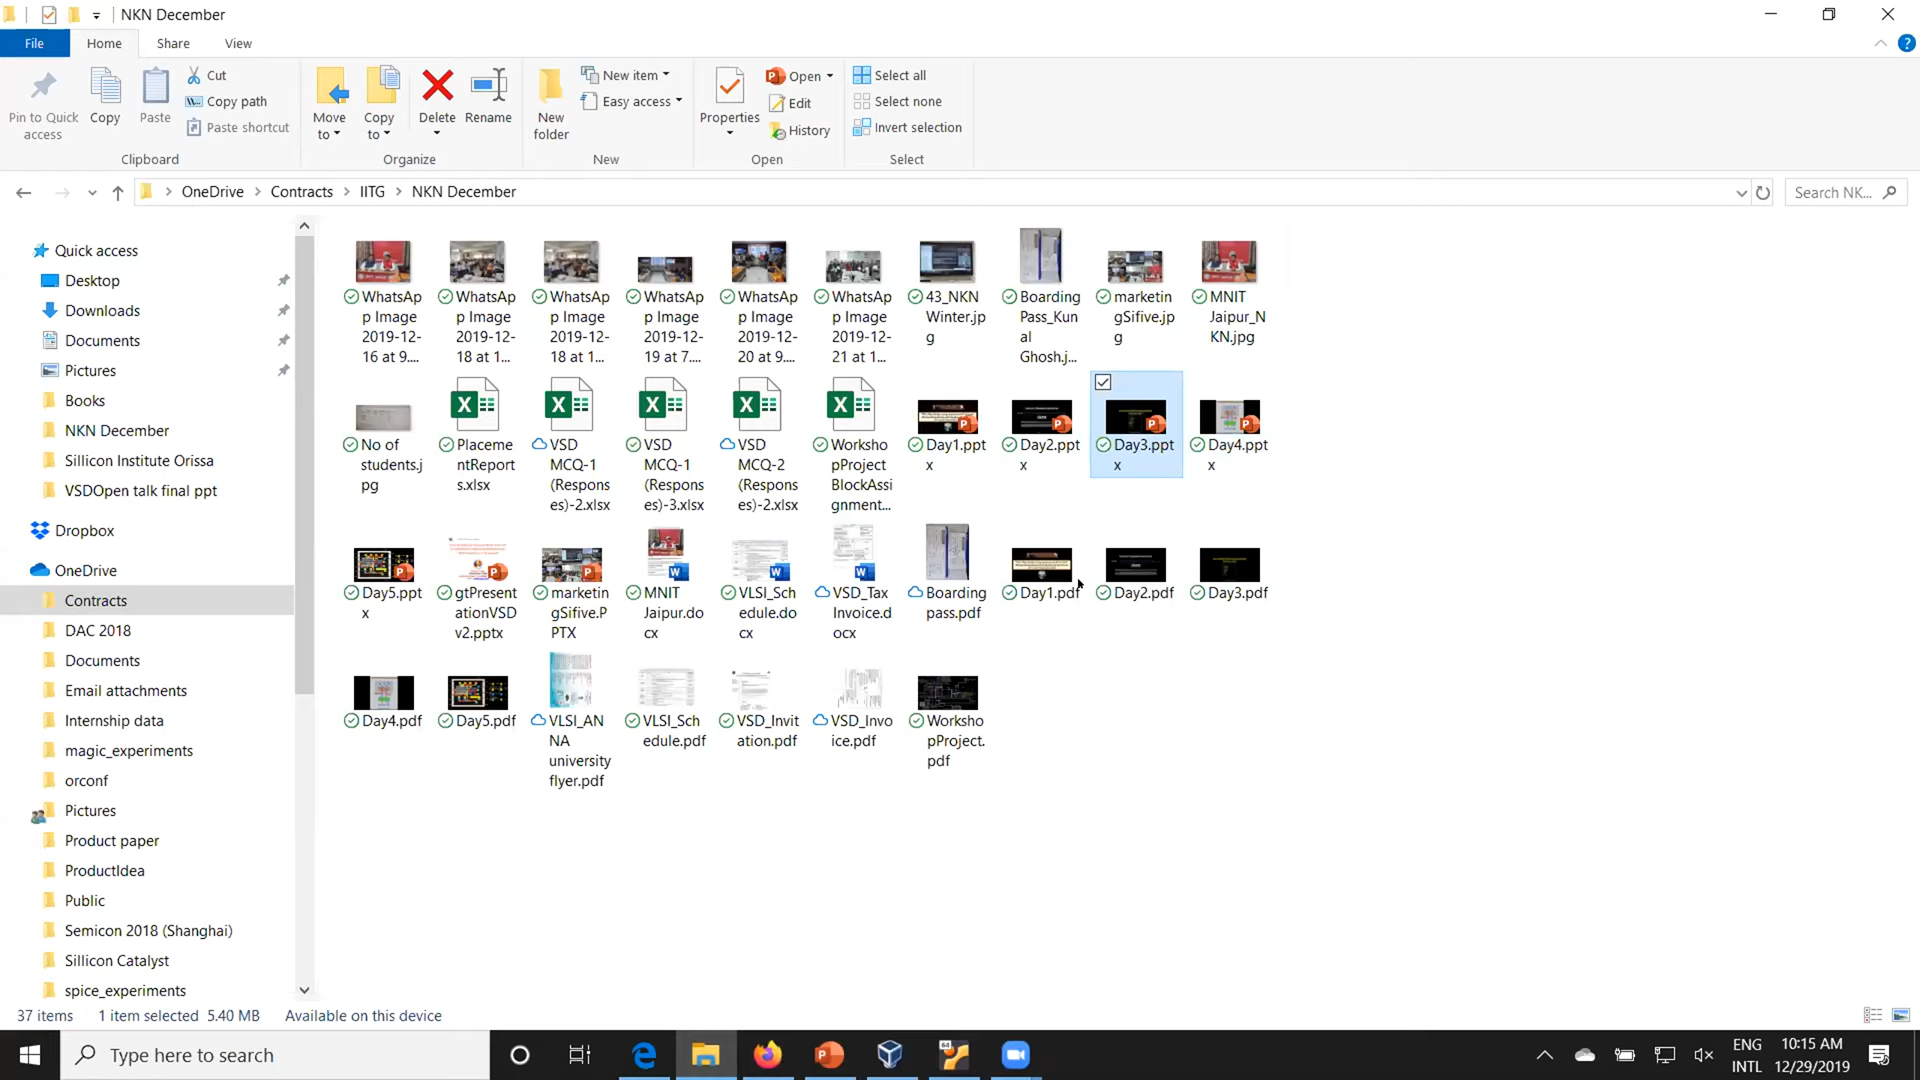 NKN December
File Home Share View
Pin to Quick access
Copy
Paste
Cut
Copy path
Paste shortcut
Clipboard
Move to
Copy to
Delete
Rename
Organize
New folder
New item
Easy access
New
Properties
Open
Edit
History
Open
Select all
Select none
Invert selection
Select
OneDrive > Contracts > IITG > NKN December
Search NK...
Quick access
Desktop
Downloads
Documents
Pictures
Books
NKN December
Sillicon Institute Orissa
VSDOpen talk final ppt
Dropbox
OneDrive
Contracts
DAC 2018
Documents
Email attachments
Internship data
magic_experiments
orconf
Pictures
Product paper
ProductIdea
Public
Semicon 2018 (Shanghai)
Sillicon Catalyst
spice_experiments
WhatsApp Image 2019-12-16 at 9....
WhatsApp Image 2019-12-18 at 1...
WhatsApp Image 2019-12-18 at 1...
WhatsApp Image 2019-12-19 at 7....
WhatsApp Image 2019-12-20 at 9....
WhatsApp Image 2019-12-21 at 1...
43_NKN Winter.jpg
Boarding Pass_Kunal Ghosh.j...
marketingSifive.jpg
MNIT Jaipur_NKN.jpg
No of students.jpg
PlacementReports.xlsx
VSD MCQ-1 (Responses)-2.xlsx
VSD MCQ-1 (Responses)-3.xlsx
VSD MCQ-2 (Responses)-2.xlsx
WorkshopProjectBlockAssignment...
Day1.pptx
Day2.pptx
Day3.pptx
Day4.pptx
Day5.pptx
gtPresentationVSDv2.pptx
marketingSifive.PPTX
MNIT Jaipur.docx
VLSI_Schedule.docx
VSD_Tax Invoice.docx
Boarding pass.pdf
Day1.pdf
Day2.pdf
Day3.pdf
Day4.pdf
Day5.pdf
VLSI_ANNA university flyer.pdf
VLSI_Schedule.pdf
VSD_Invitation.pdf
VSD_Invoice.pdf
WorkshopProject.pdf
37 items 1 item selected 5.40 MB Available on this device
Type here to search
64
ENG
INTL
10:15 AM
12/29/2019